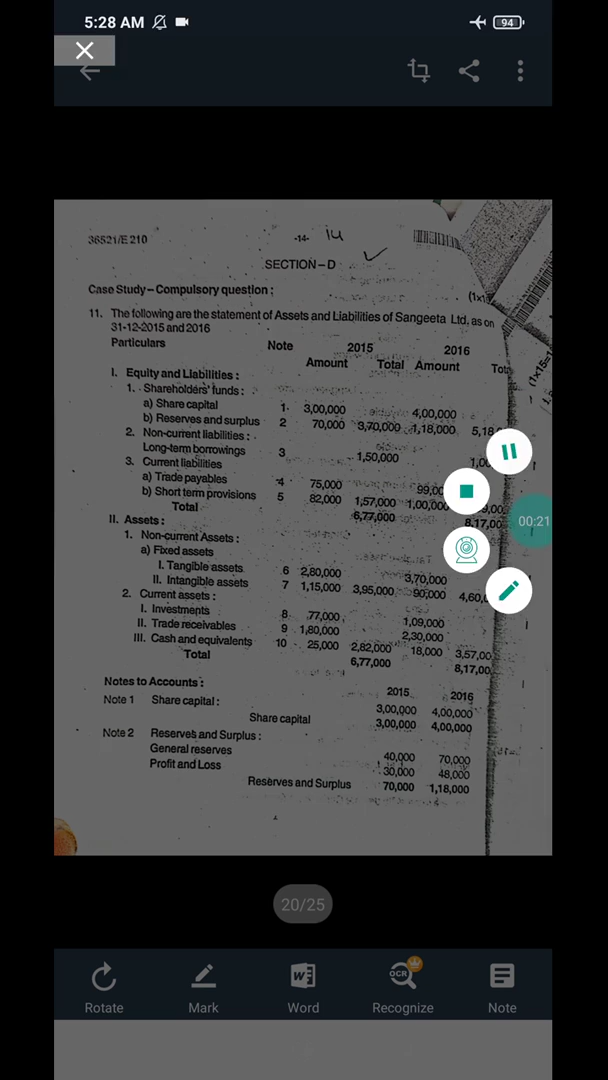 5:28 AM 94
36521/E 210 -14- 14
SECTION – D
Case Study – Compulsory question :
11. The following are the statement of Assets and Liabilities of Sangeeta Ltd, as on
31-12-2015 and 2016
Particulars Note 2015 2016
Amount Total Amount
I. Equity and Liabilities :
1. Shareholders' funds :
a) Share capital 1 3,00,000 4,00,000
b) Reserves and surplus 2 70,000 3,70,000 1,18,000
2. Non-current liabilities :
Long-term borrowings 3 1,50,000
3. Current liabilities
a) Trade payables 4 75,000
b) Short term provisions 5 82,000 1,57,000 1,00,000
Total 6,77,000
II. Assets :
1. Non-current Assets :
a) Fixed assets
I. Tangible assets 6 2,80,000 3,70,000
II. Intangible assets 7 1,15,000 3,95,000 90,000
2. Current assets :
I. Investments 8 77,000 1,09,000
II. Trade receivables 9 1,80,000 2,30,000
III. Cash and equivalents 10 25,000 2,82,000 18,000
Total 6,77,000
Notes to Accounts :
2015 2016
Note 1 Share capital : 3,00,000 4,00,000
Share capital 3,00,000 4,00,000
Note 2 Reserves and Surplus :
General reserves 40,000 70,000
Profit and Loss 30,000 48,000
Reserves and Surplus 70,000 1,18,000
00:21
20/25
Rotate Mark Word Recognize Note
OCR